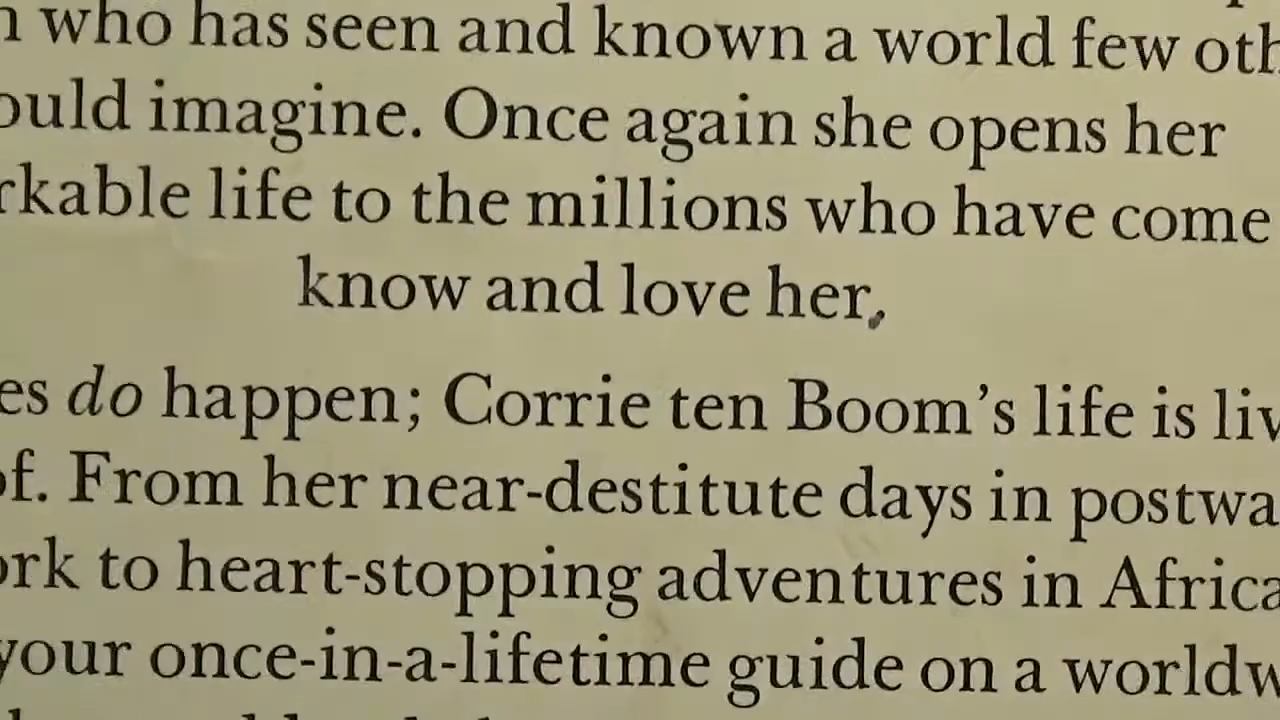 who has seen and known a world few oth
ould imagine. Once again she opens her
rkable life to the millions who have come
know and love her.
es do happen; Corrie ten Boom's life is liv
of. From her near-destitute days in postwa
ork to heart-stopping adventures in Africa
your once-in-a-lifetime guide on a worldw